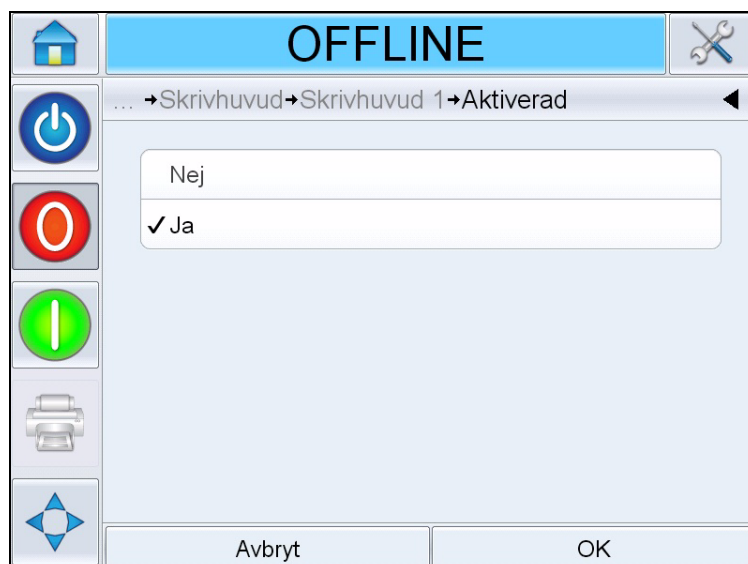 OFFLINE
... →Skrivhuvud→Skrivhuvud 1→Aktiverad
Nej
✓Ja
Avbryt
OK